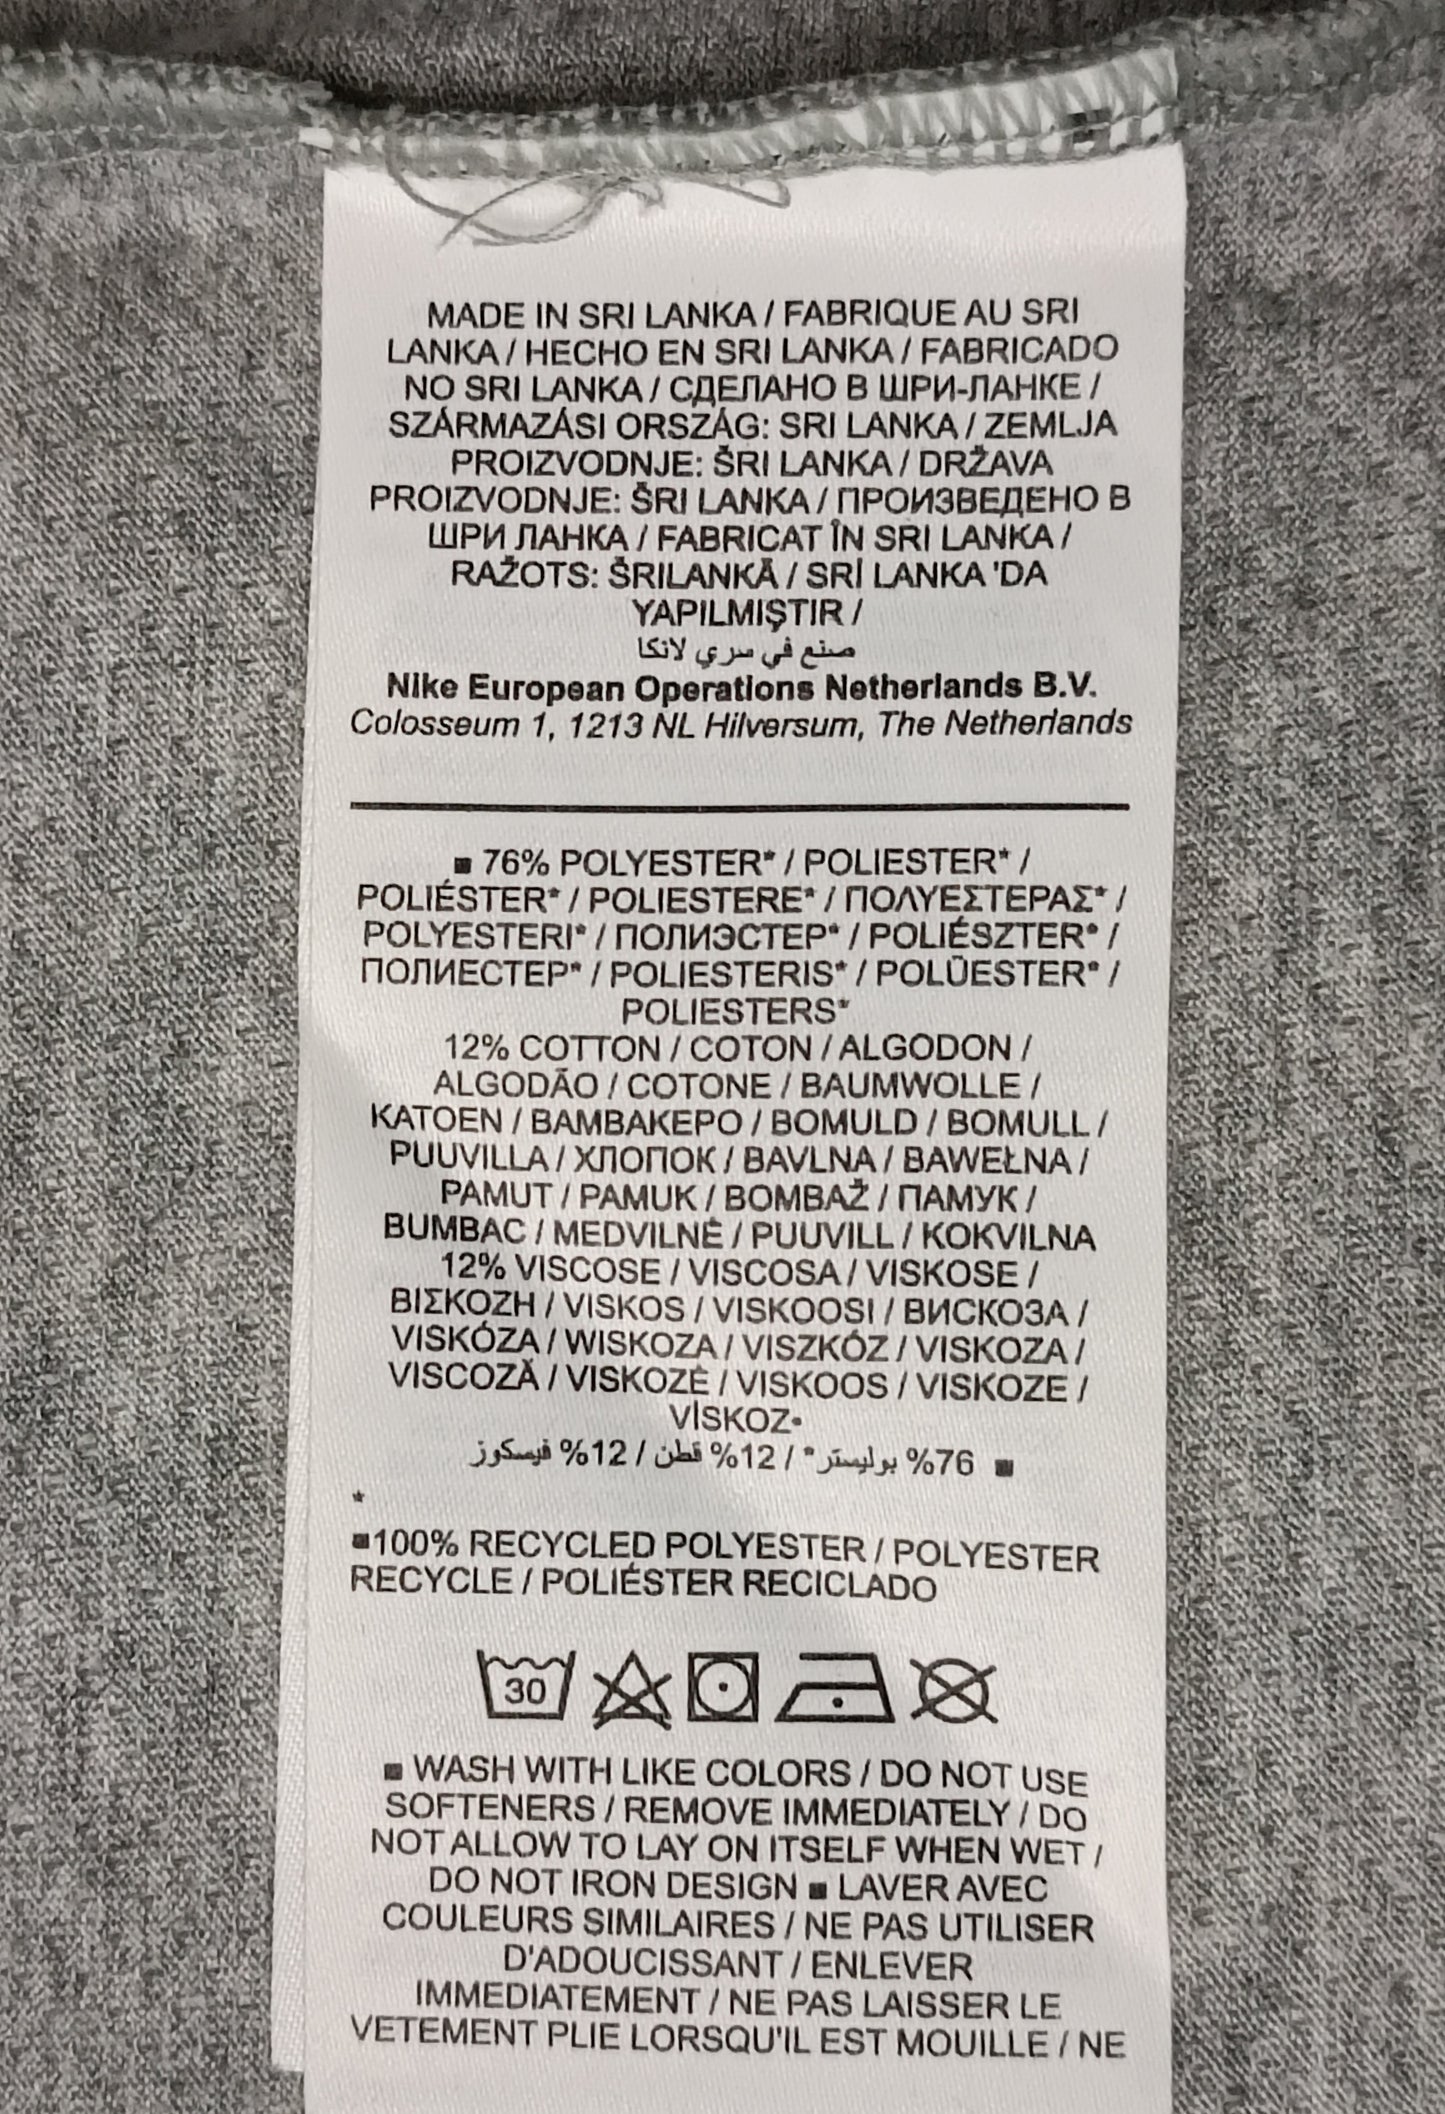 MADE IN SRI LANKA / FABRIQUE AU SRI
LANKA / HECHO EN SRI LANKA / FABRICADO
NO SRI LANKA / СДЕЛАНО В ШРИ-ЛАНКЕ /
SZÁRMAZÁSI ORSZÁG: SRI LANKA / ZEMLJA
PROIZVODNJE: ŠRI LANKA / DRŽAVA
PROIZVODNJE: ŠRI LANKA / ПРОИЗВЕДЕНО В
ШРИ ЛАНКА / FABRICAT ÎN SRI LANKA /
RAŽOTS: ŠRILANKĀ / SRİ LANKA 'DA
YAPILMIŞTIR /
صنع في سري لانكا
Nike European Operations Netherlands B.V.
Colosseum 1, 1213 NL Hilversum, The Netherlands
■ 76% POLYESTER* / POLIESTER* /
POLIÉSTER* / POLIESTERE* / ΠΟΛΥΕΣΤΕΡΑΣ* /
POLYESTERI* / ПОЛИЭСТЕР* / POLIÉSZTER* /
ПОЛИЕСТЕР* / POLIESTERIS* / POLÜESTER* /
POLIESTERS*
12% COTTON / COTON / ALGODON /
ALGODÃO / COTONE / BAUMWOLLE /
KATOEN / ΒΑΜΒΑΚΕΡΟ / BOMULD / BOMULL /
PUUVILLA / ХЛОПОК / BAVLNA / BAWEŁNA /
PAMUT / PAMUK / BOMBAŽ / ПАМУК /
BUMBAC / MEDVILNĖ / PUUVILL / KOKVILNA
12% VISCOSE / VISCOSA / VISKOSE /
ΒΙΣΚΟΖΗ / VISKOS / VISKOOSI / ВИСКОЗА /
VISKÓZA / WISKOZA / VISZKÓZ / VISKOZA /
VISCOZĂ / VISKOZĖ / VISKOOS / VISKOZE /
VİSKOZ•
■ 76% بوليستر* / 12% قطن / 12% فيسكوز
*
■100% RECYCLED POLYESTER / POLYESTER
RECYCLE / POLIÉSTER RECICLADO
30
■ WASH WITH LIKE COLORS / DO NOT USE
SOFTENERS / REMOVE IMMEDIATELY / DO
NOT ALLOW TO LAY ON ITSELF WHEN WET /
DO NOT IRON DESIGN ■ LAVER AVEC
COULEURS SIMILAIRES / NE PAS UTILISER
D'ADOUCISSANT / ENLEVER
IMMEDIATEMENT / NE PAS LAISSER LE
VETEMENT PLIE LORSQU'IL EST MOUILLE / NE